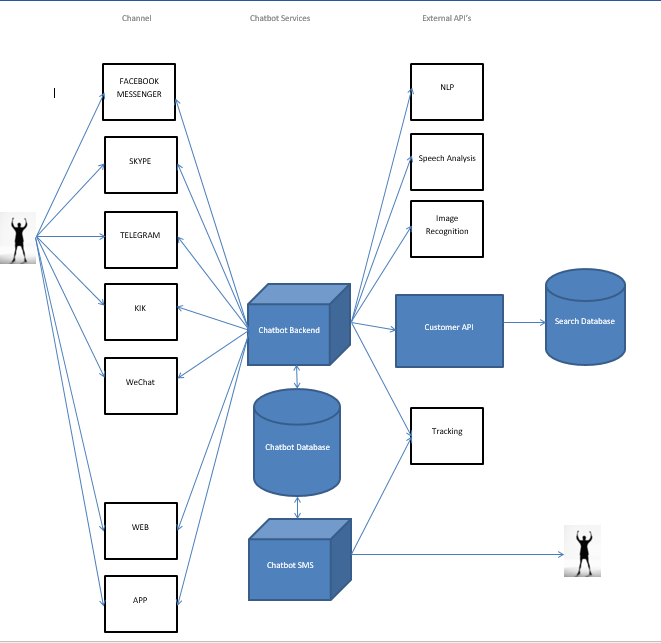 Channel
Chatbot Services
External API's
FACEBOOK
MESSENGER
SKYPE
TELEGRAM
KIK
WeChat
WEB
APP
Chatbot Backend
Chatbot Database
Chatbot SMS
NLP
Speech Analysis
Image
Recognition
Customer API
Search Database
Tracking